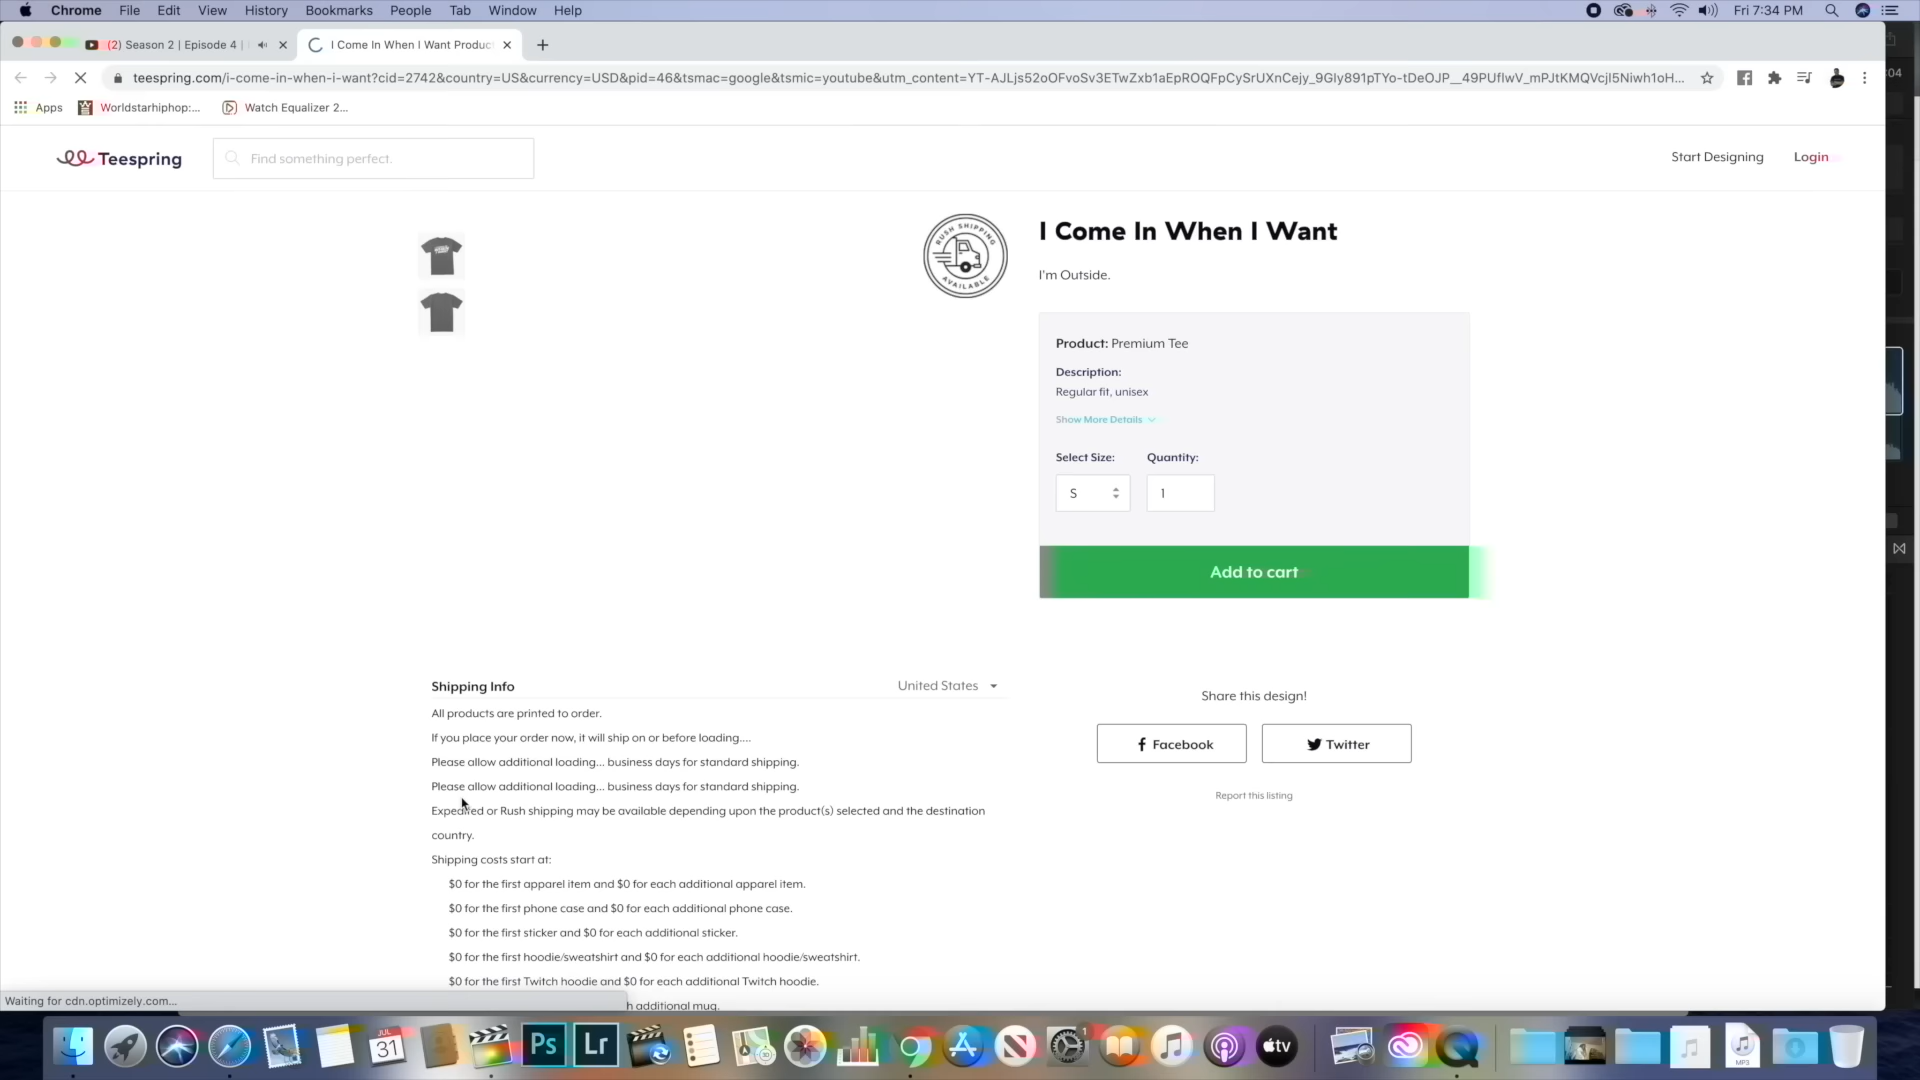 Chrome File Edit View History Bookmarks People Tab Window Help Fri 7:34 PM
(2) Season 2 | Episode 4 |
I Come In When I Want Produc
teespring.com/i-come-in-when-i-want?cid=2742&country=US&currency=USD&pid=46&tsmac=google&tsmic=youtube&utm_content=YT-AJLjs52oOFvoSv3ETwZxb1aEpROQFpCySrUXnCejy_9Gly891pTYo-tDeOJP__49PUflwV_mPJtKMQVcjl5Niwh1oH...
Apps Worldstarhiphop:... Watch Equalizer 2...
Teespring
Find something perfect.
Start Designing Login
RUSH SHIPPING
AVAILABLE
I Come In When I Want
I'm Outside.
Product: Premium Tee
Description:
Regular fit, unisex
Show More Details
Select Size: Quantity:
S 1
Add to cart
Shipping Info United States
All products are printed to order.
If you place your order now, it will ship on or before loading....
Please allow additional loading... business days for standard shipping.
Please allow additional loading... business days for standard shipping.
or Rush shipping may be available depending upon the product(s) selected and the destination
country.
Shipping costs start at:
$0 for the first apparel item and $0 for each additional apparel item.
$0 for the first phone case and $0 for each additional phone case.
$0 for the first sticker and $0 for each additional sticker.
$0 for the first hoodie/sweatshirt and $0 for each additional hoodie/sweatshirt.
$0 for the first Twitch hoodie and $0 for each additional Twitch hoodie.
additional mug.
Share this design!
Facebook Twitter
Report this listing
Waiting for cdn.optimizely.com...
JUL
31
Ps
Lr
tv
MP3